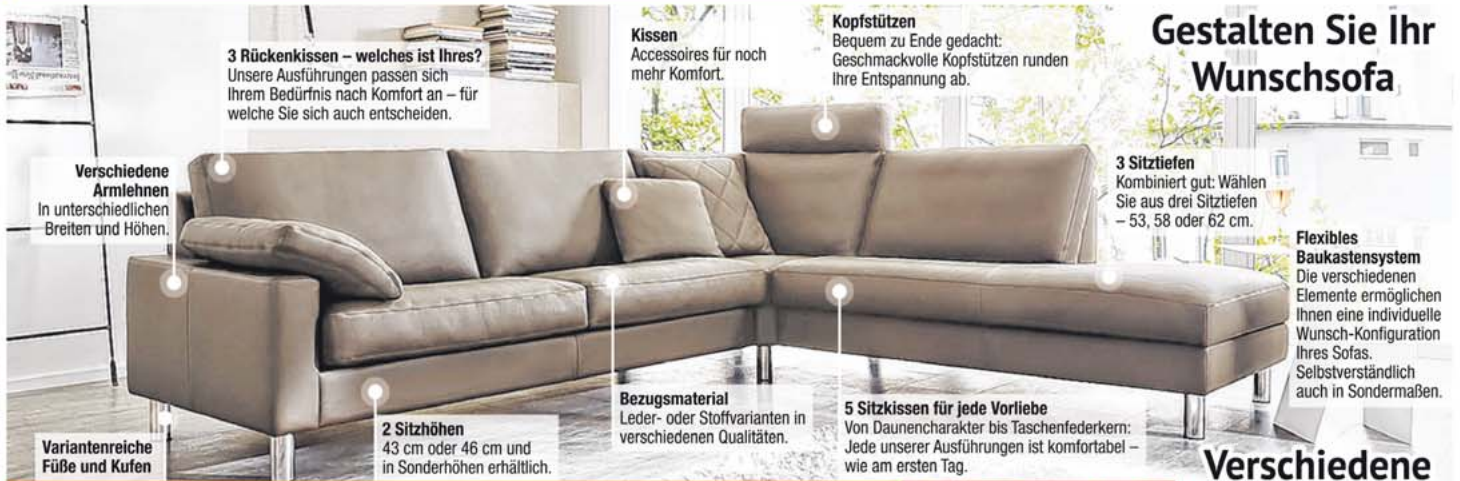 Gestalten Sie Ihr
Wunschsofa
3 Rückenkissen – welches ist Ihres?
Unsere Ausführungen passen sich
Ihrem Bedürfnis nach Komfort an – für
welche Sie sich auch entscheiden.
Kissen
Accessoires für noch
mehr Komfort.
Kopfstützen
Bequem zu Ende gedacht:
Geschmackvolle Kopfstützen runden
Ihre Entspannung ab.
Verschiedene
Armlehnen
In unterschiedlichen
Breiten und Höhen.
3 Sitztiefen
Kombiniert gut: Wählen
Sie aus drei Sitztiefen
– 53, 58 oder 62 cm.
Flexibles
Baukastensystem
Die verschiedenen
Elemente ermöglichen
Ihnen eine individuelle
Wunsch-Konfiguration
Ihres Sofas.
Selbstverständlich
auch in Sondermaßen.
Variantenreiche
Füße und Kufen
2 Sitzhöhen
43 cm oder 46 cm und
in Sonderhöhen erhältlich.
Bezugsmaterial
Leder- oder Stoffvarianten in
verschiedenen Qualitäten.
5 Sitzkissen für jede Vorliebe
Von Daunencharakter bis Taschenfederkern:
Jede unserer Ausführungen ist komfortabel –
wie am ersten Tag.
Verschiedene